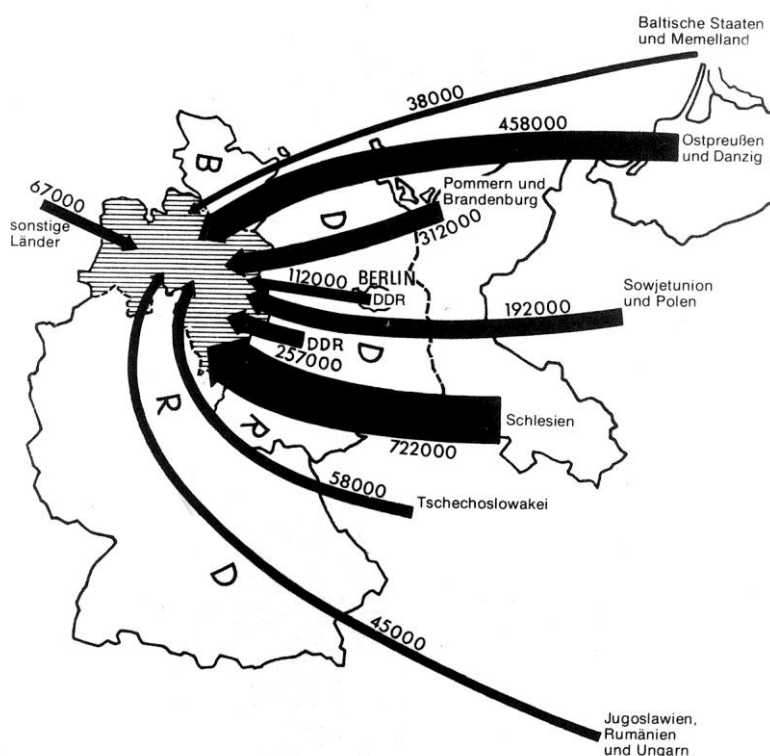 Baltische Staaten
und Memelland
38000
458000
Ostpreußen
und Danzig
B
67000
sonstige
Länder
D
Pommern und
Brandenburg
312000
112000
BERLIN
DDR
Sowjetunion
und Polen
192000
DDR
D
257000
R
R
Schlesien
722000
58000
Tschechoslowakei
D
45000
Jugoslawien,
Rumänien
und Ungarn